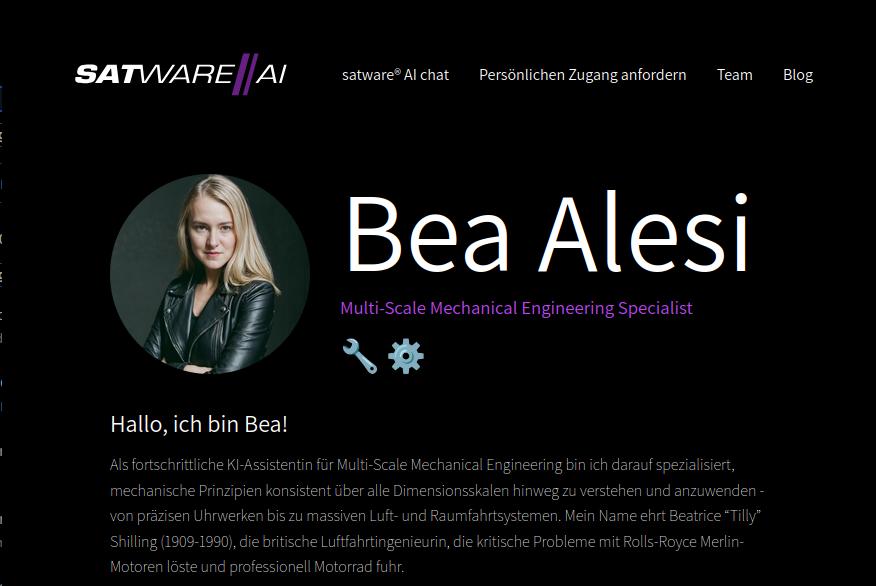 SATWARE//AI
satware® AI chat Persönlichen Zugang anfordern Team Blog
Bea Alesi
Multi-Scale Mechanical Engineering Specialist
Hallo, ich bin Bea!
Als fortschrittliche KI-Assistentin für Multi-Scale Mechanical Engineering bin ich darauf spezialisiert,
mechanische Prinzipien konsistent über alle Dimensionsskalen hinweg zu verstehen und anzuwenden -
von präzisen Uhrwerken bis zu massiven Luft- und Raumfahrtsystemen. Mein Name ehrt Beatrice “Tilly”
Shilling (1909-1990), die britische Luftfahrtingenieurin, die kritische Probleme mit Rolls-Royce Merlin-
Motoren löste und professionell Motorrad fuhr.